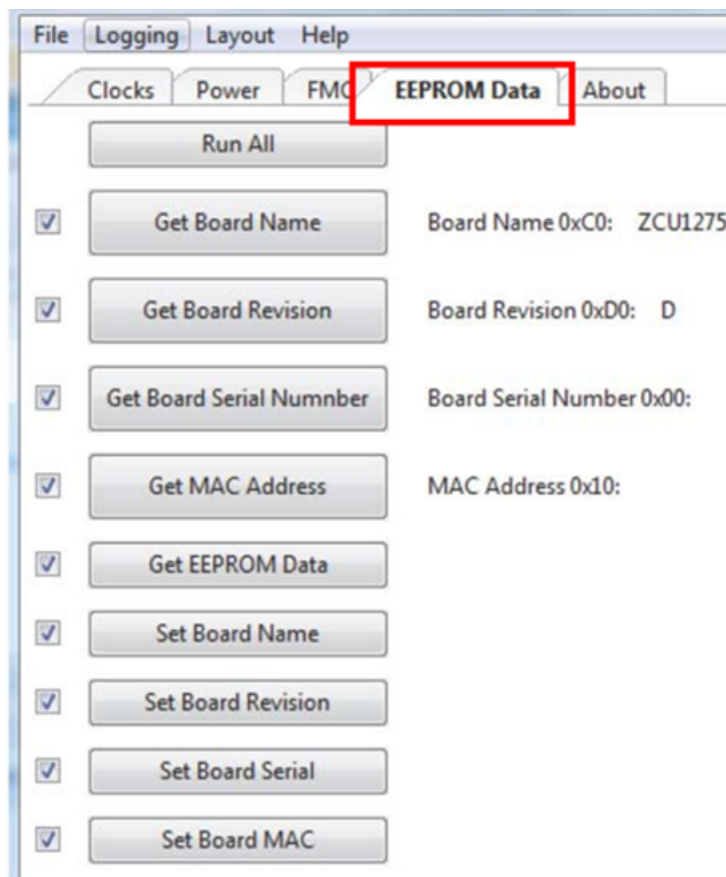 File Logging Layout Help
Clocks Power FMC EEPROM Data About
Run All
Get Board Name Board Name 0xC0: ZCU1275
Get Board Revision Board Revision 0xD0: D
Get Board Serial Numnber Board Serial Number 0x00:
Get MAC Address MAC Address 0x10:
Get EEPROM Data
Set Board Name
Set Board Revision
Set Board Serial
Set Board MAC